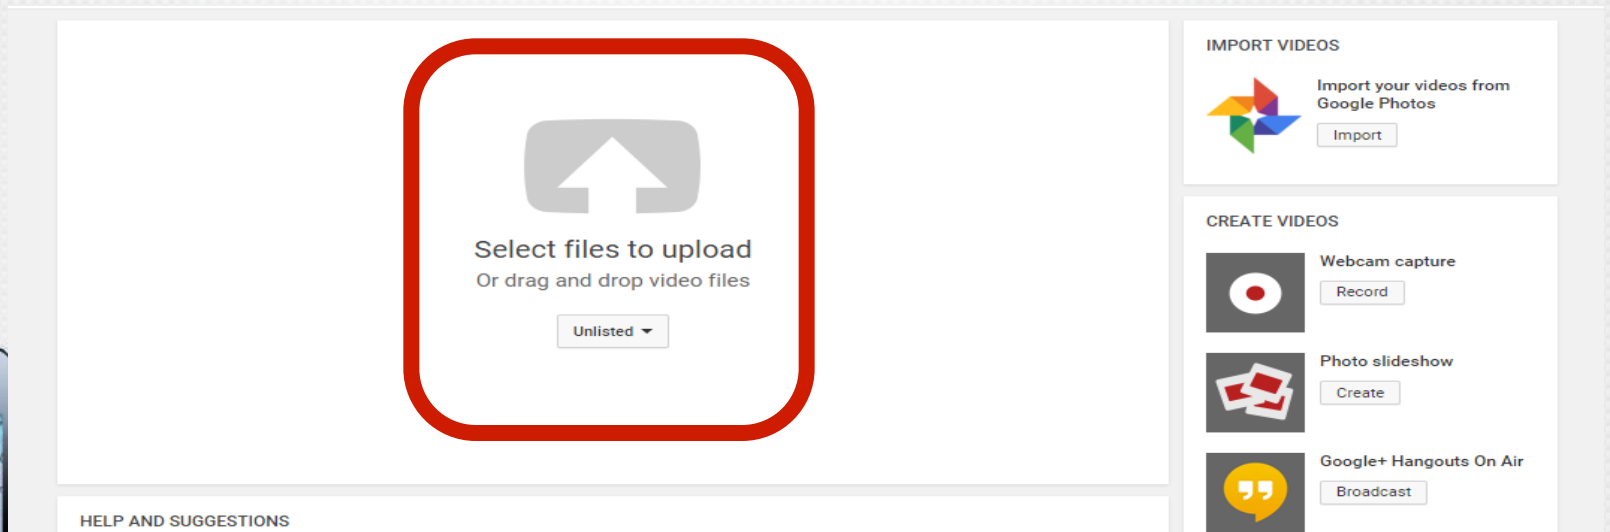 Select files to upload
Or drag and drop video files
Unlisted
HELP AND SUGGESTIONS
IMPORT VIDEOS
Import your videos from
Google Photos
Import
CREATE VIDEOS
Webcam capture
Record
Photo slideshow
Create
Google+ Hangouts On Air
Broadcast